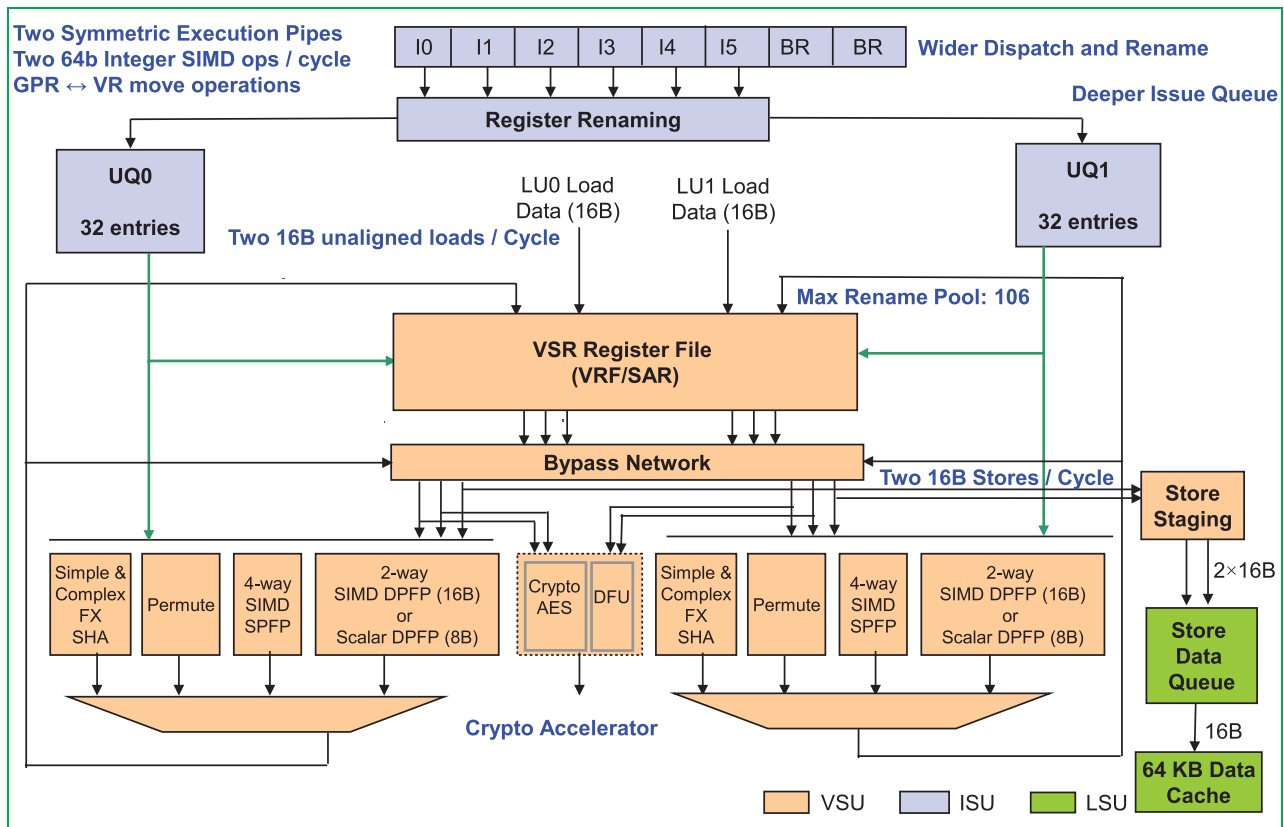 Two Symmetric Execution Pipes
Two 64b Integer SIMD ops / cycle
GPR ↔ VR move operations
I0 I1 I2 I3 I4 I5 BR BR
Wider Dispatch and Rename
Deeper Issue Queue
Register Renaming
UQ0
32 entries
UQ1
32 entries
LU0 Load
Data (16B)
LU1 Load
Data (16B)
Two 16B unaligned loads / Cycle
Max Rename Pool: 106
VSR Register File
(VRF/SAR)
Bypass Network
Two 16B Stores / Cycle
Store
Staging
2×16B
Simple &
Complex
FX
SHA
Permute
4-way
SIMD
SPFP
2-way
SIMD DPFP (16B)
or
Scalar DPFP (8B)
Crypto
AES
DFU
Simple &
Complex
FX
SHA
Permute
4-way
SIMD
SPFP
2-way
SIMD DPFP (16B)
or
Scalar DPFP (8B)
Store
Data
Queue
16B
Crypto Accelerator
64 KB Data
Cache
VSU
ISU
LSU